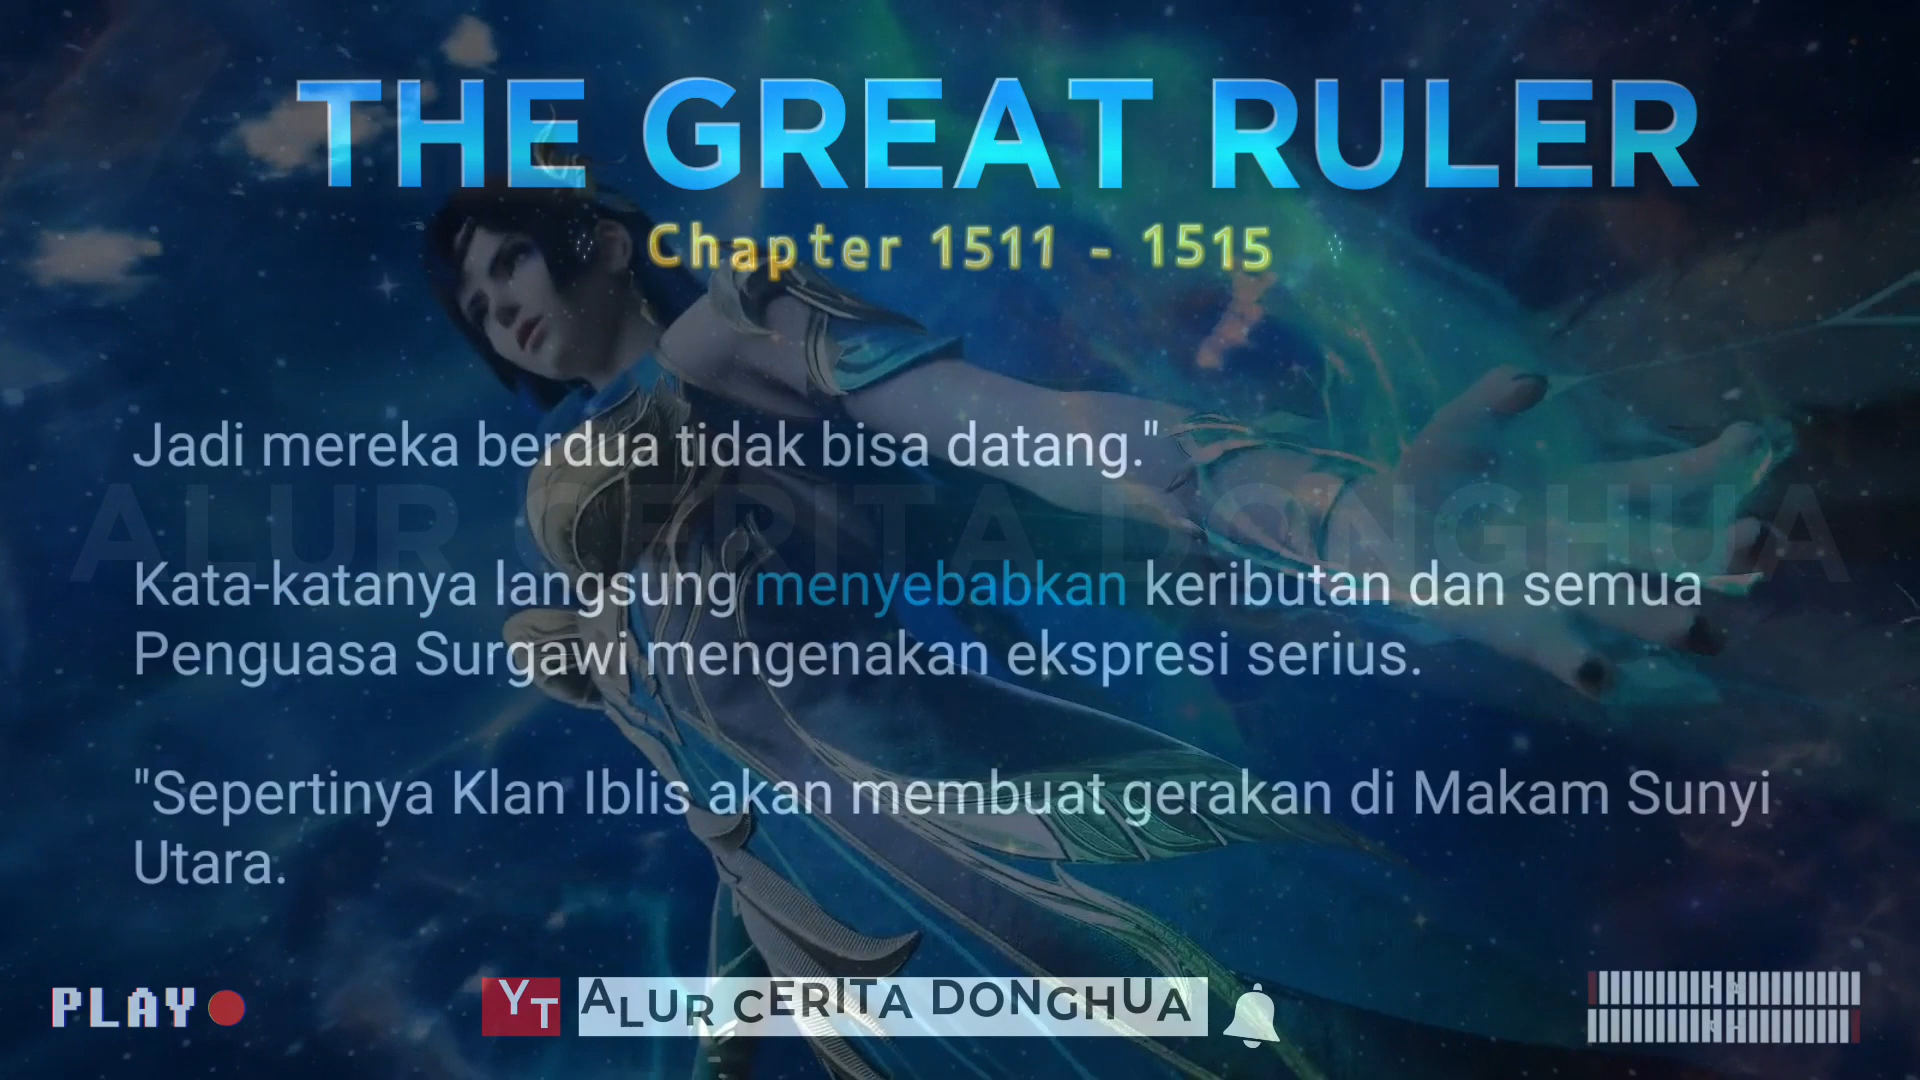 THE GREAT RULER
Chapter 1511 - 1515
Jadi mereka berdua tidak bisa datang."
ALUR CERITA DONGHUA
Kata-katanya langsung menyebabkan keributan dan semua
Penguasa Surgawi mengenakan ekspresi serius.
"Sepertinya Klan Iblis akan membuat gerakan di Makam Sunyi
Utara.
PLAY
YT ALUR CERITA DONGHUA